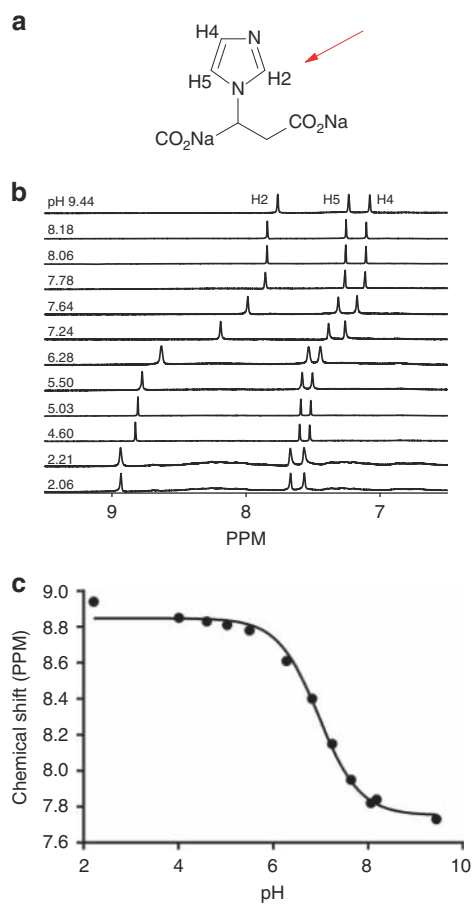 a
H4
N
H5
H2
N
CO2Na
CO2Na
b
pH 9.44
H2
H5
H4
8.18
8.06
7.78
7.64
7.24
6.28
5.50
5.03
4.60
2.21
2.06
9
8
7
PPM
c
9.0
8.8
8.6
8.4
8.2
8.0
7.8
7.6
Chemical shift (PPM)
2
4
6
8
10
pH